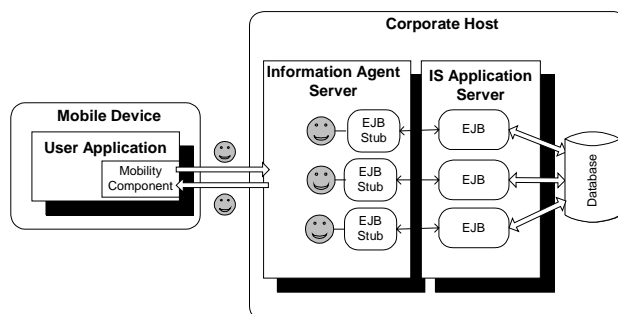 Corporate Host
Information Agent
Server
IS Application
Server
Mobile Device
User Application
Mobility
Component
EJB
Stub
EJB
EJB
Stub
EJB
EJB
Stub
EJB
Database